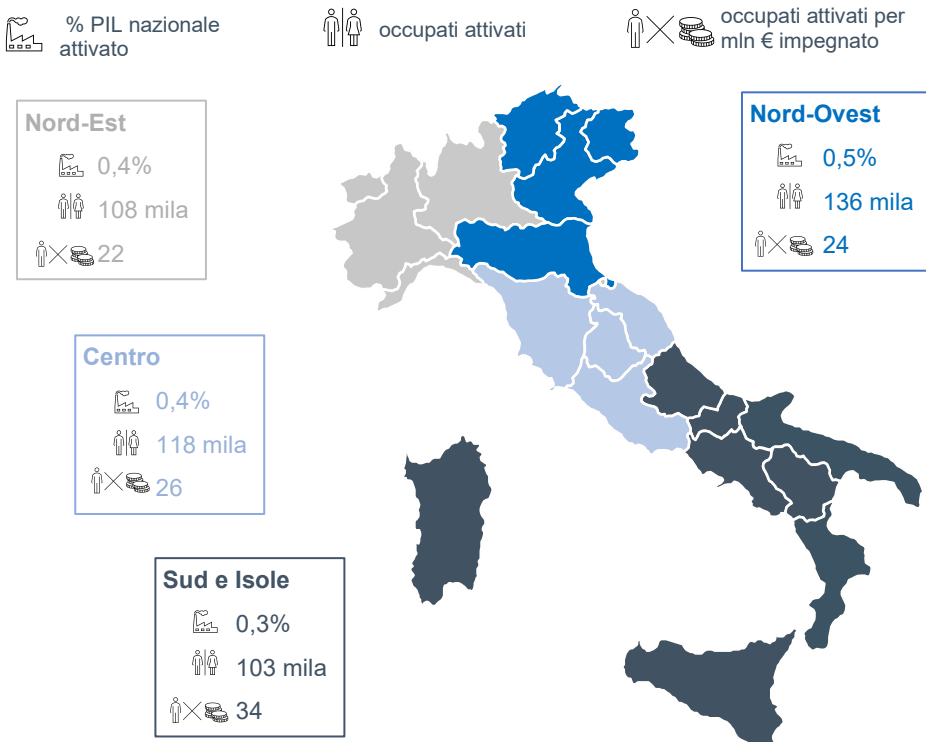 % PIL nazionale
attivato
occupati attivati
occupati attivati per
mln € impegnato
Nord-Est
0,4%
108 mila
22
Nord-Ovest
0,5%
136 mila
24
Centro
0,4%
118 mila
26
Sud e Isole
0,3%
103 mila
34